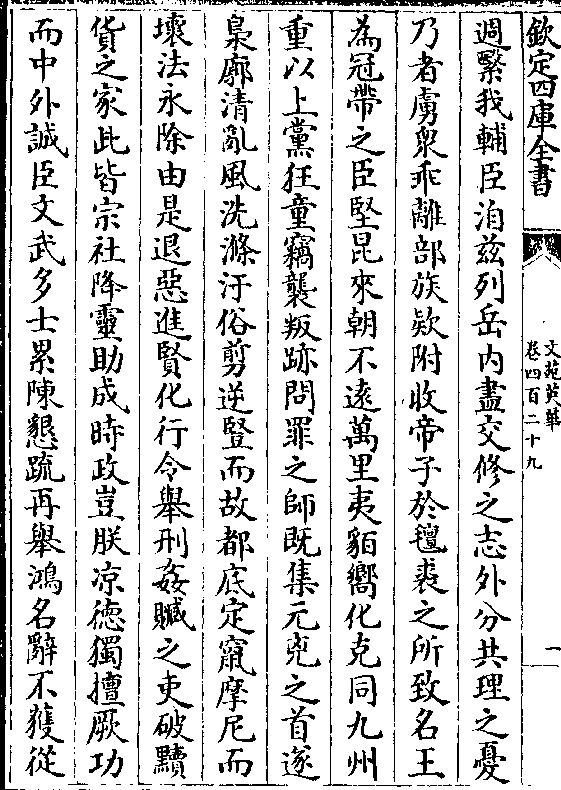 欽定四庫全書
文苑英華
卷四百二十九
一
週繄我輔臣洎兹列岳内盡交修之志外分共理之憂
乃者虜衆乖離部族欵附收帝子於氊裘之所致名王
為冠帶之臣堅昆來朝不遠萬里夷貊嚮化克同九州
重以上黨狂童竊襲叛跡問罪之師既集元兇之首遂
梟廓清亂風洗滌汙俗剪逆豎而故都底定竄摩尼而
壞法永除由是退惡進賢化行令舉刑姦贓之吏破黷
貨之家此皆宗社降靈助成時政豈朕凉德獨擅厥功
而中外誠臣文武多士累陳懇疏再舉鴻名辭不獲從